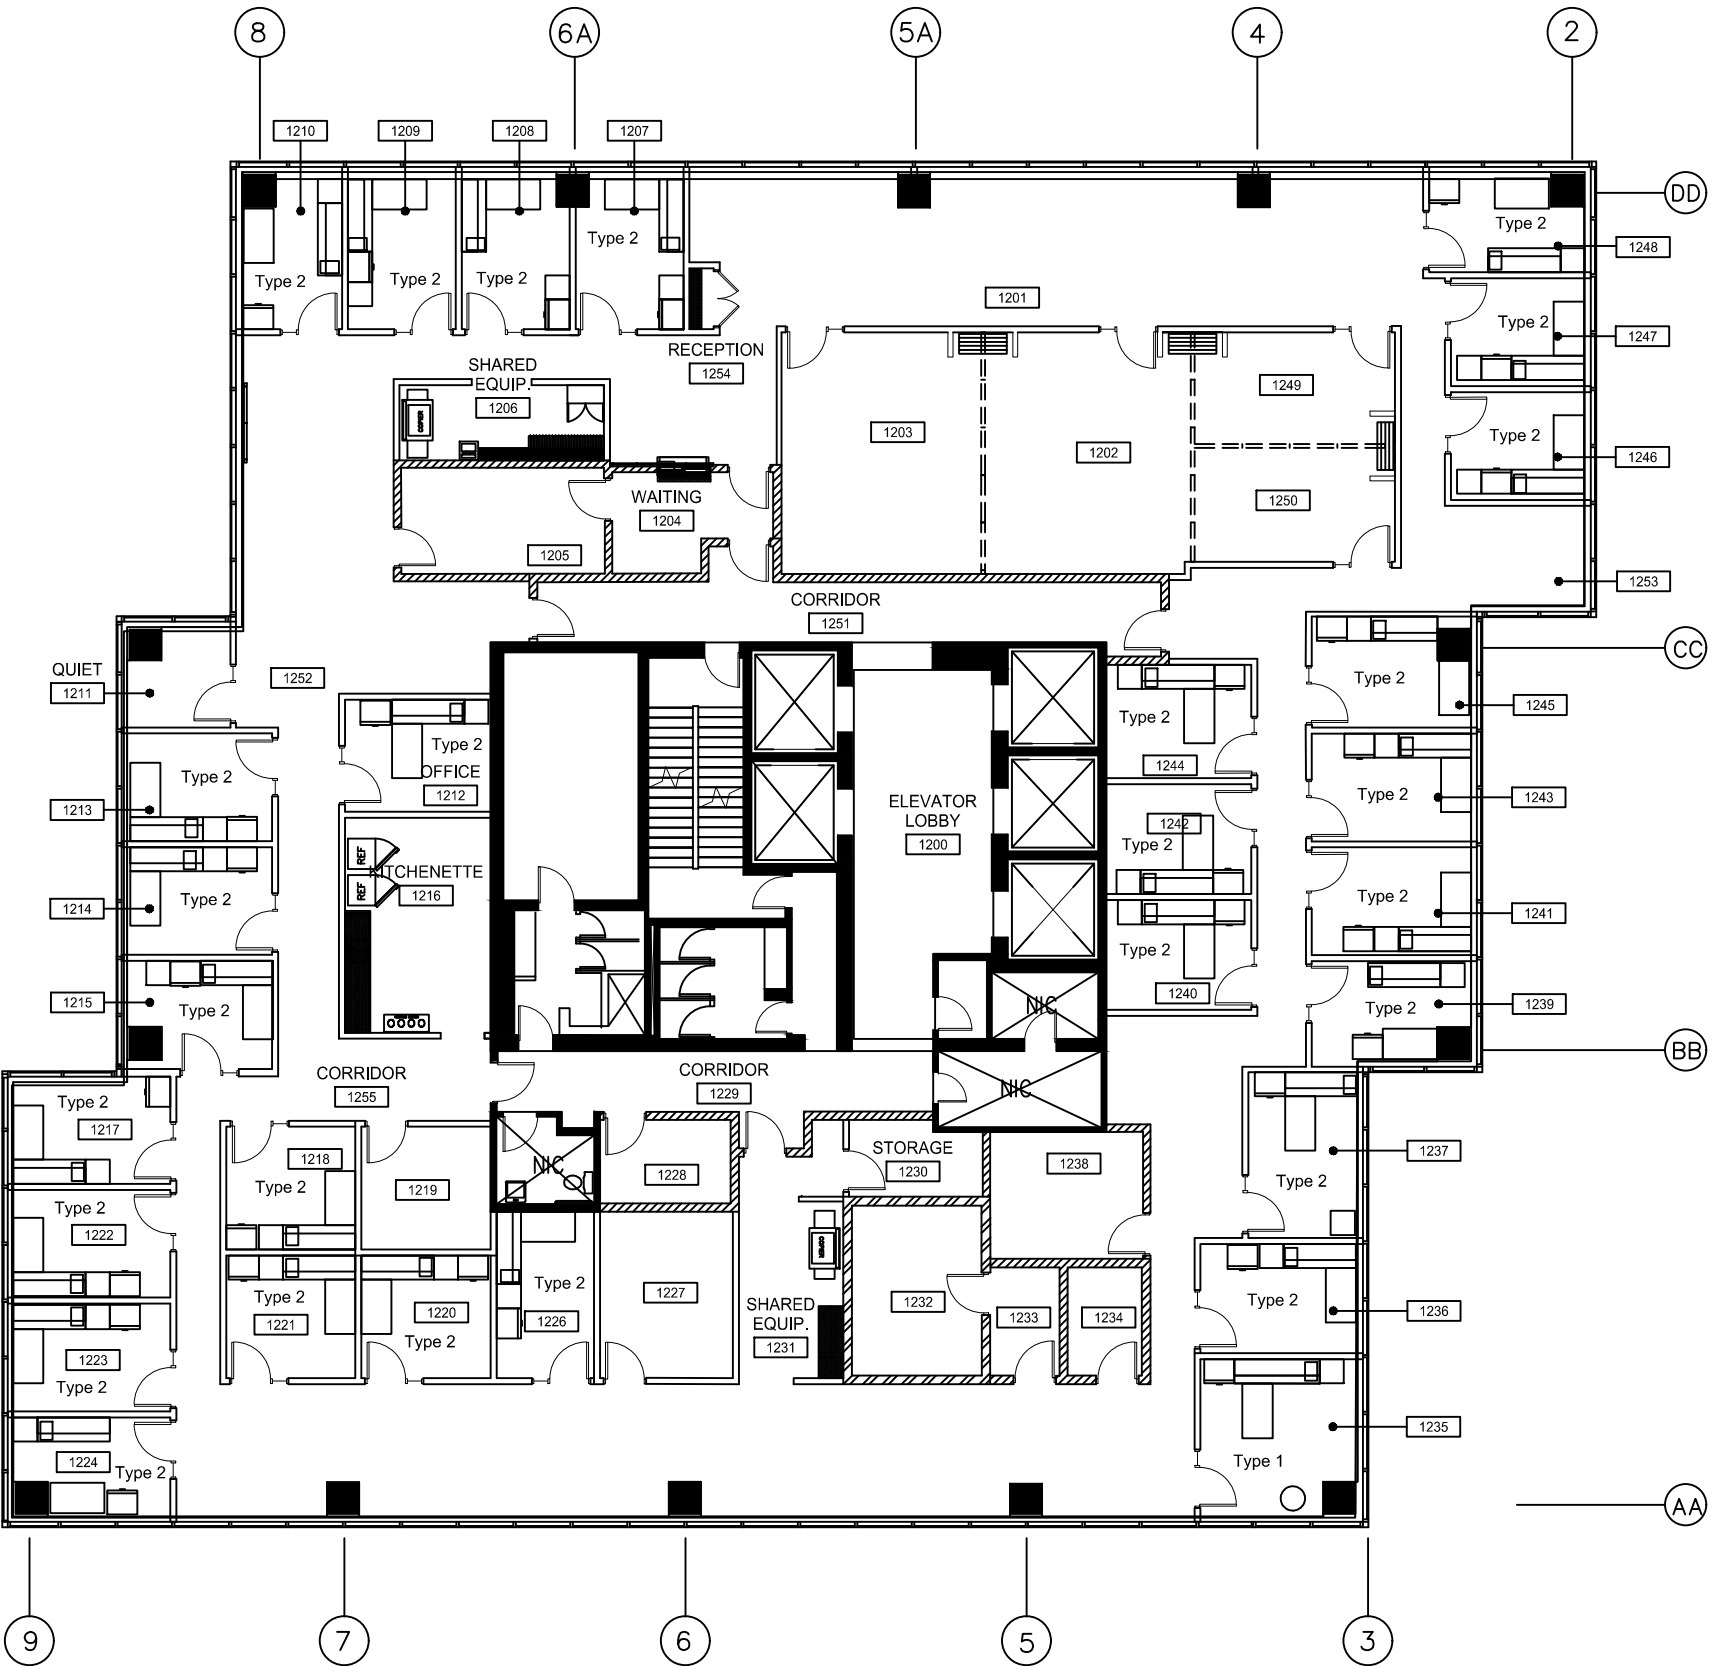 8
6A
5A
4
2
1210
1209
1208
1207
DD
Type 2
1248
Type 2
Type 2
Type 2
Type 2
1201
Type 2
1247
RECEPTION
1254
SHARED
EQUIP.
1206
COPIER
1249
1203
1202
Type 2
1246
WAITING
1204
1250
1205
1253
CORRIDOR
1251
CC
QUIET
1211
1252
Type 2
1245
Type 2
Type 2
OFFICE
1212
Type 2
1213
1244
Type 2
1243
ELEVATOR
LOBBY
1200
1242
Type 2
REF
KITCHENETTE
1216
REF
Type 2
1214
Type 2
1241
Type 2
1215
Type 2
1240
NIC
Type 2
1239
BB
CORRIDOR
1255
CORRIDOR
1229
NIC
Type 2
1217
1218
Type 2
1219
NIC
1228
STORAGE
1230
1238
1237
Type 2
Type 2
1222
COPIER
Type 2
1221
1220
Type 2
Type 2
1226
1227
SHARED
EQUIP.
1231
1232
1233
1234
Type 2
1236
1223
Type 2
1235
Type 1
1224
Type 2
AA
9
7
6
5
3